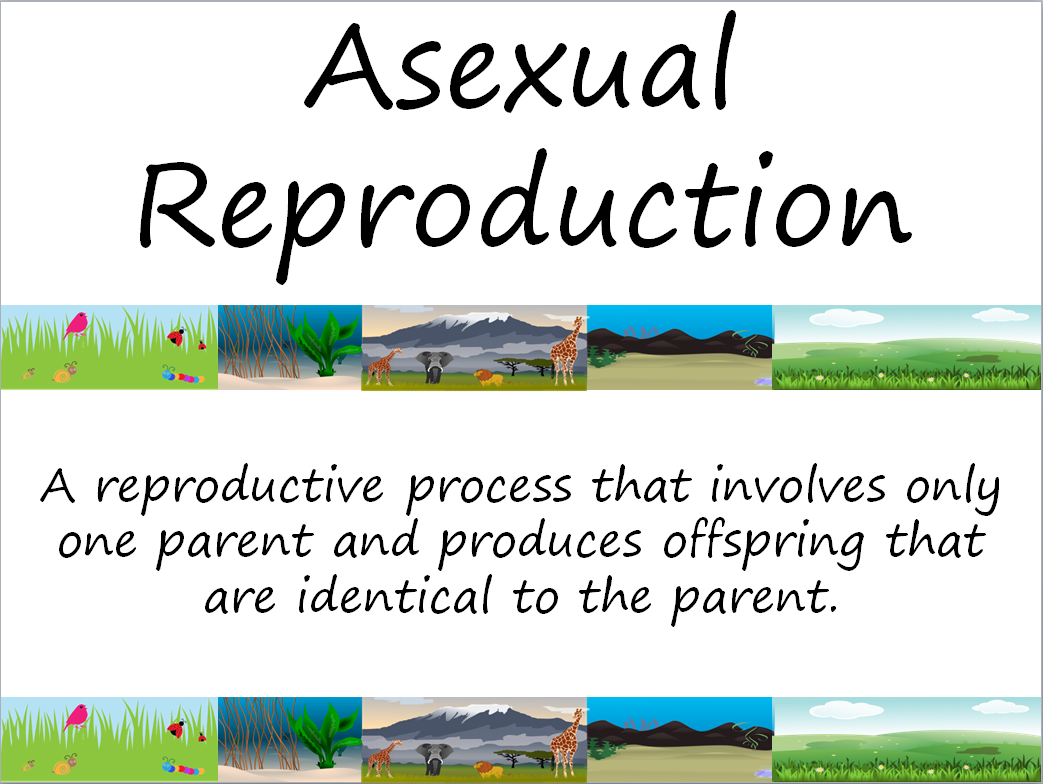 Asexual
Reproduction
A reproductive process that involves only
one parent and produces offspring that
are identical to the parent.